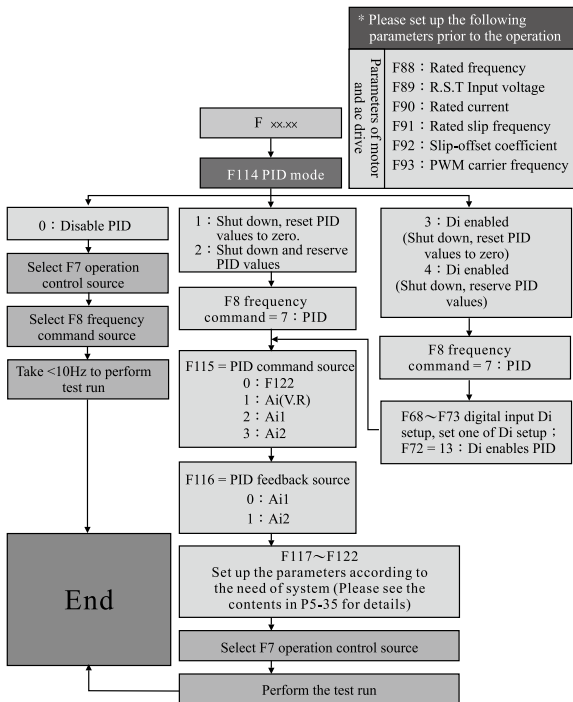 * Please set up the following
parameters prior to the operation
Parameters of motor
and ac drive
F88：Rated frequency
F89：R.S.T Input voltage
F90：Rated current
F91：Rated slip frequency
F92：Slip-offset coefficient
F93：PWM carrier frequency
F xx.xx
F114 PID mode
0：Disable PID
Select F7 operation
control source
Select F8 frequency
command source
Take <10Hz to perform
test run
1：Shut down, reset PID
values to zero.
2：Shut down and reserve
PID values
F8 frequency
command = 7：PID
F115 = PID command source
0：F122
1：Ai(V.R)
2：Ai1
3：Ai2
F116 = PID feedback source
0：Ai1
1：Ai2
3：Di enabled
(Shut down, reset PID
values to zero)
4：Di enabled
(Shut down, reserve PID
values)
F8 frequency
command = 7：PID
F68～F73 digital input Di
setup, set one of Di setup；
F72 = 13：Di enables PID
F117～F122
Set up the parameters according to
the need of system (Please see the
contents in P5-35 for details)
Select F7 operation control source
Perform the test run
End